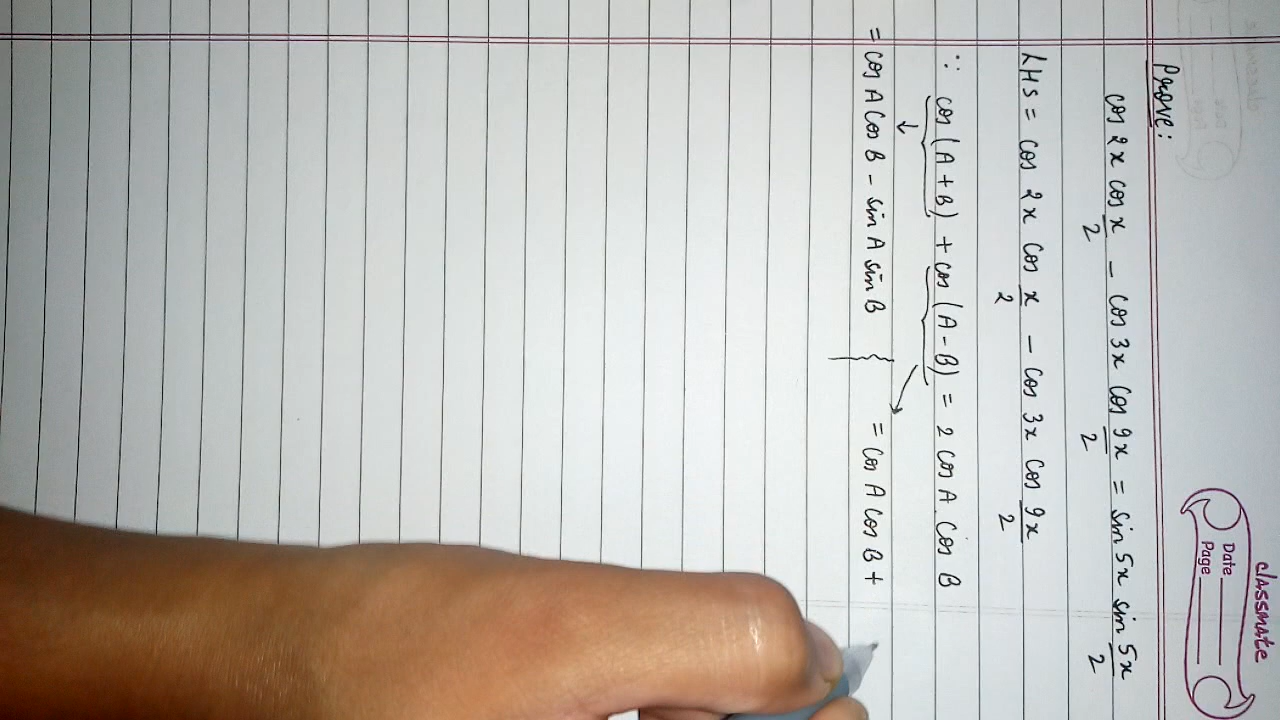 classmate
Date
Page
Prove:
cos 2x cos x/2 - cos 3x cos 9x/2 = sin 5x sin 5x/2
LHS = cos 2x cos x/2 - cos 3x cos 9x/2
∵ cos (A+B) + cos (A-B) = 2 cos A. cos B
= cos A cos B - sin A sin B } = cos A cos B +